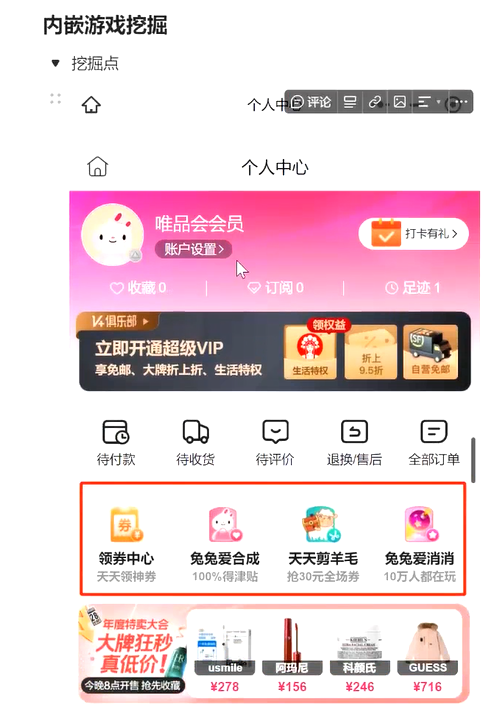 内嵌游戏挖掘
挖掘点
个人中
评论
个人中心
唯品会会员
账户设置
打卡有礼
收藏 0
订阅 0
足迹 1
V4俱乐部
领权益
立即开通超级VIP
享免邮、大牌折上折、生活特权
生活特权
折上
9.5折
SF
自营免邮
待付款
待收货
待评价
退换/售后
全部订单
券
领券中心
兔兔爱合成
天天剪羊毛
兔兔爱消消
天天领神券
100%得津贴
抢30元全场券
10万人都在玩
年度特卖大会
大牌狂秒
真低价!
今晚8点开售 抢先收藏
usmile
阿玛尼
科颜氏
GUESS
¥278
¥156
¥246
¥716